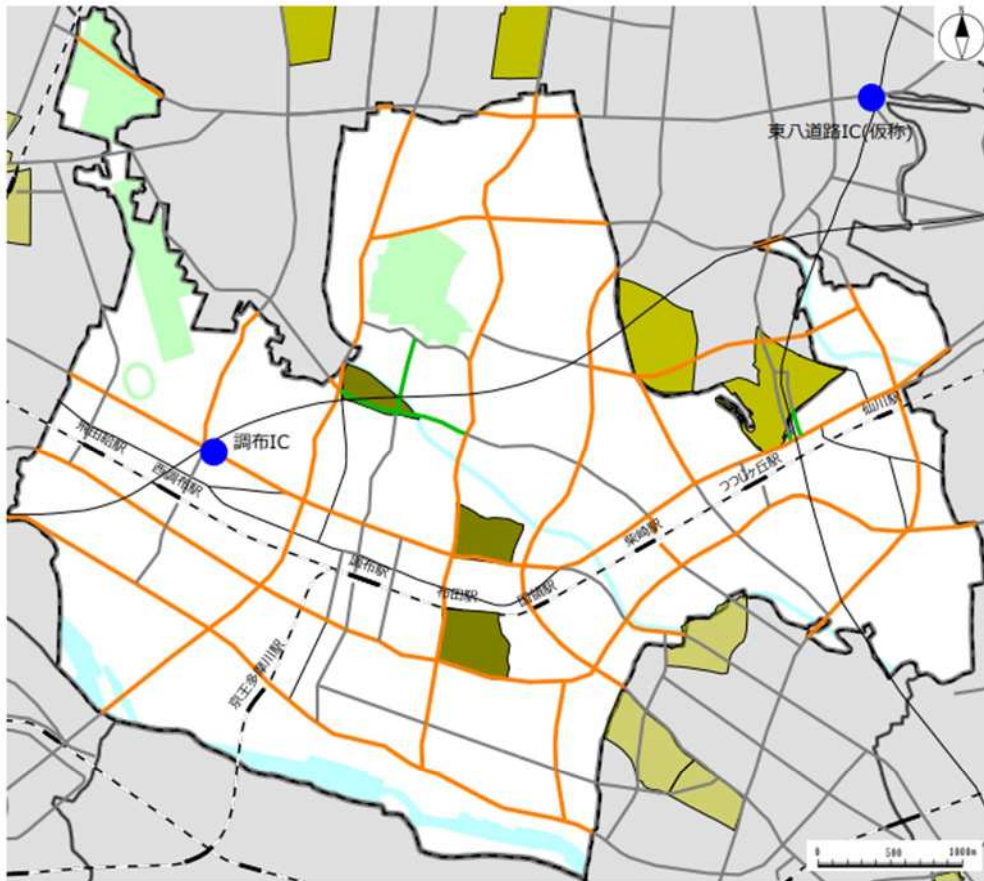 東八道路IC(仮称)
調布IC
飛田給駅
西調布駅
調布駅
布田駅
国領駅
柴崎駅
つつじヶ丘駅
仙川駅
京王多摩川駅
0 500 1000m